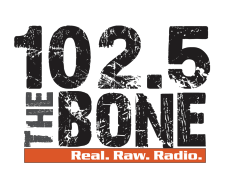 102.5
THE BONE
Real. Raw. Radio.